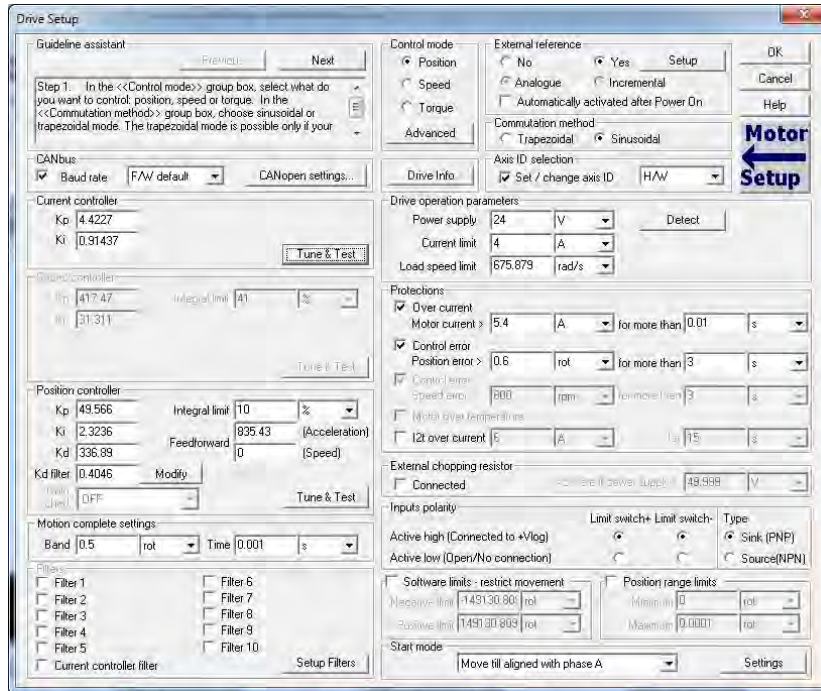 Drive Setup
Guideline assistant
Previous
Next
Step 1. In the <<Control mode>> group box, select what do
you want to control: position, speed or torque. In the
<<Commutation method>> group box, choose sinusoidal or
trapezoidal mode. The trapezoidal mode is possible only if your
Control mode
Position
Speed
Torque
Advanced
External reference
No
Yes
Setup
Analogue
Incremental
Automatically activated after Power On
Commutation method
Trapezoidal
Sinusoidal
OK
Cancel
Help
Motor
Setup
CANbus
Baud rate
F/W default
CANopen settings...
Drive Info
Axis ID selection
Set / change axis ID
H/W
Current controller
Kp 4.4227
Ki 0.91437
Tune & Test
Speed controller
Kp 417.47
Integral limit 41 %
Ki 31.311
Tune & Test
Position controller
Kp 49.566
Integral limit 10 %
Ki 2.3236
Feedforward 835.43 (Acceleration)
Kd 336.89
0 (Speed)
Kd filter 0.4046
Modify
OFF
Tune & Test
Motion complete settings
Band 0.5 rot Time 0.001 s
Filters
Filter 1
Filter 2
Filter 3
Filter 4
Filter 5
Filter 6
Filter 7
Filter 8
Filter 9
Filter 10
Current controller filter
Setup Filters
Drive operation parameters
Power supply 24 V
Detect
Current limit 4 A
Load speed limit 675.879 rad/s
Protections
Over current
Motor current > 5.4 A for more than 0.01 s
Control error
Position error > 0.6 rot for more than 3 s
Control error
Speed error 800 rpm for more than 3 s
Motor over temperature
I2t over current 6 A 15 s
External chopping resistor
Connected
power supply 49.999 V
Inputs polarity
Limit switch+ Limit switch-
Active high (Connected to +Vlog)
Active low (Open/No connection)
Type
Sink (PNP)
Source(NPN)
Software limits - restrict movement
Negative limit -149130.809 rot
Positive limit 149130.809 rot
Position range limits
Minimum 0 rot
Maximum 0.0001 rot
Start mode
Move till aligned with phase A
Settings